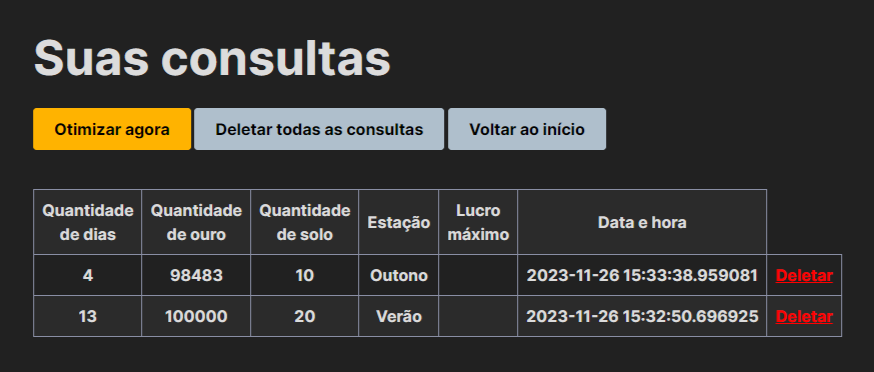 Suas consultas
Otimizar agora Deletar todas as consultas Voltar ao início
Quantidade de dias Quantidade de ouro Quantidade de solo Estação Lucro máximo Data e hora
4 98483 10 Outono 2023-11-26 15:33:38.959081 Deletar
13 100000 20 Verão 2023-11-26 15:32:50.696925 Deletar